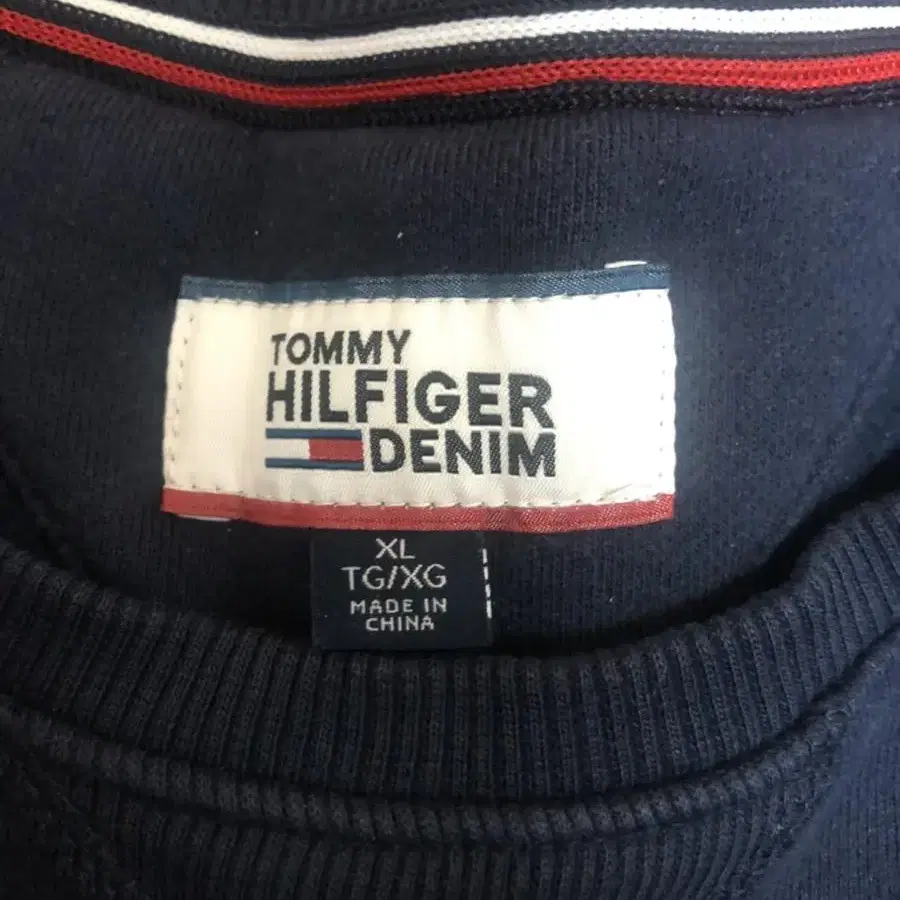 TOMMY
HILFIGER
DENIM
XL
TG/XG
MADE IN
CHINA